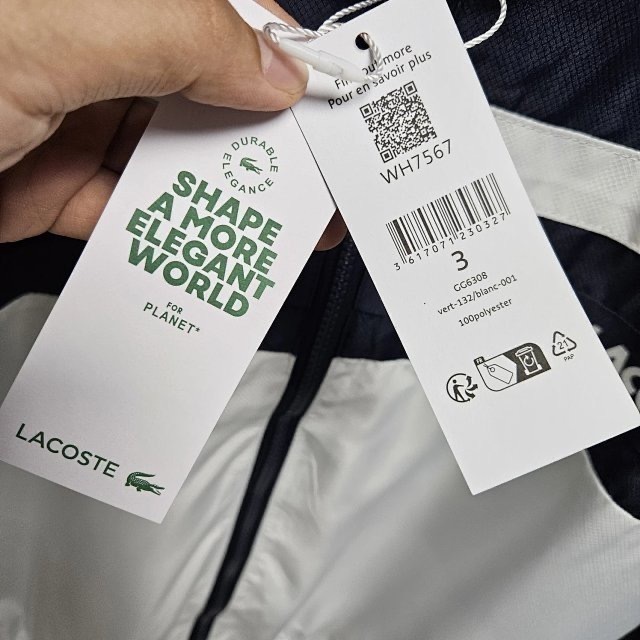 DURABLE
ELEGANCE
SHAPE
A MORE
ELEGANT
WORLD
FOR
PLANET*
LACOSTE
more
Pour en savoir plus
WH7567
3 617071 230327
3
GG6308
vert-132/blanc-001
100polyester
21
PAP